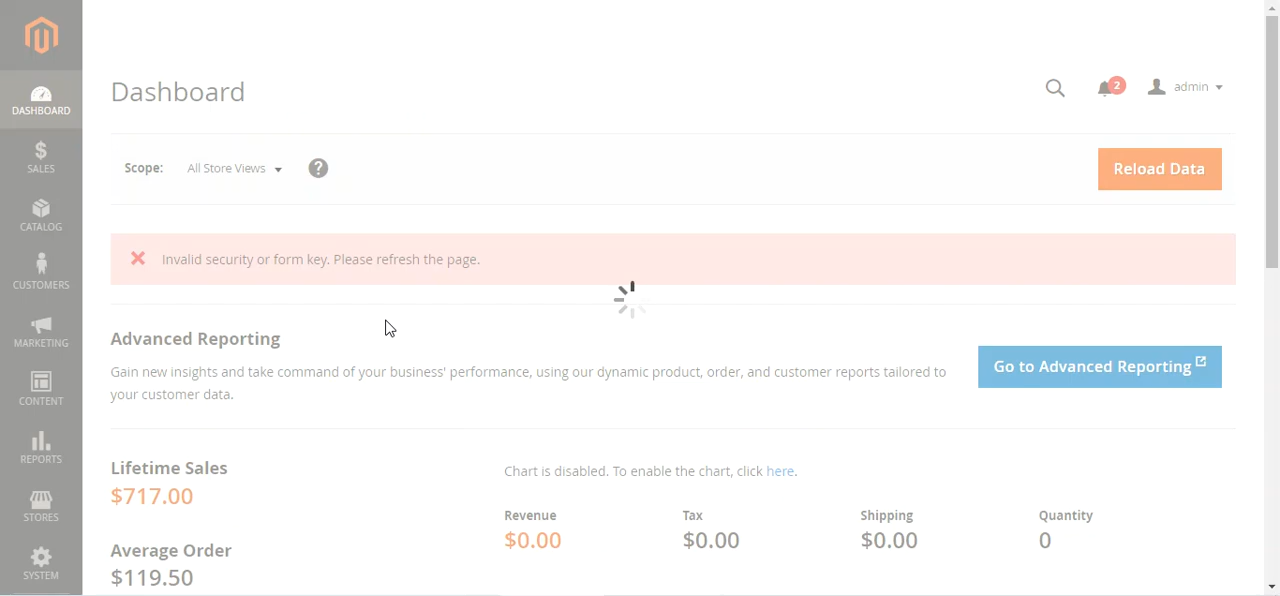 Dashboard
2
admin
DASHBOARD
SALES
CATALOG
CUSTOMERS
MARKETING
CONTENT
REPORTS
STORES
SYSTEM
Scope: All Store Views ?
Reload Data
Invalid security or form key. Please refresh the page.
Advanced Reporting
Gain new insights and take command of your business' performance, using our dynamic product, order, and customer reports tailored to
your customer data.
Go to Advanced Reporting
Lifetime Sales
$717.00
Average Order
$119.50
Chart is disabled. To enable the chart, click here.
Revenue Tax Shipping Quantity
$0.00 $0.00 $0.00 0